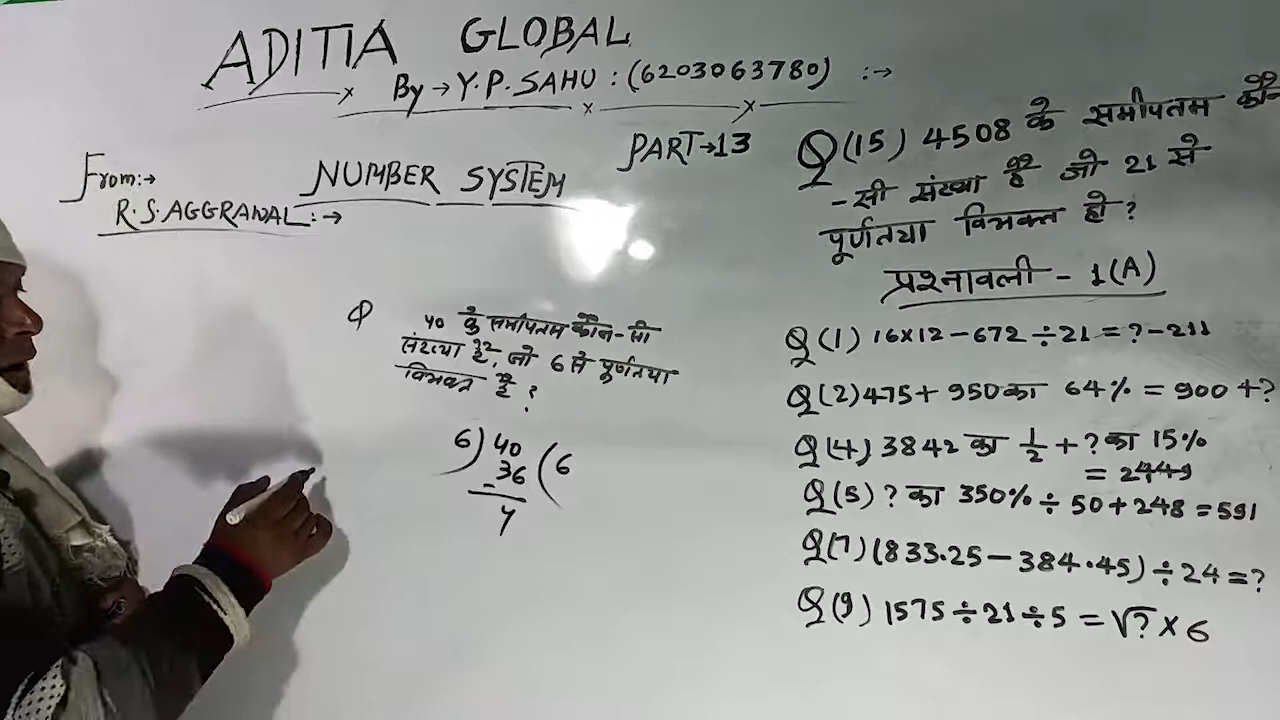 ADITIA GLOBAL
By → Y.P.SAHU : (6203063780) :→
PART→13
From:→
NUMBER SYSTEM
R.S.AGGRAWAL:→
Q 40 के समीपतम कौन-सी
संख्या है, जो 6 से पूर्णतया
विभक्त है ?
6) 40 (6
-36
4
Q(15) 4508 के समीपतम कौन
-सी संख्या है जो 21 से
पूर्णतया विभक्त हो ?
प्रश्नावली - 1(A)
Q(1) 16x12-672÷21=?-211
Q(2) 475+950का 64% = 900+?
Q(4) 3842 का 1/2 + ? का 15%
= 2449
Q(5) ? का 350% ÷ 50+248=591
Q(7) (833.25-384.45)÷24=?
Q(9) 1575÷21÷5 = √? x 6